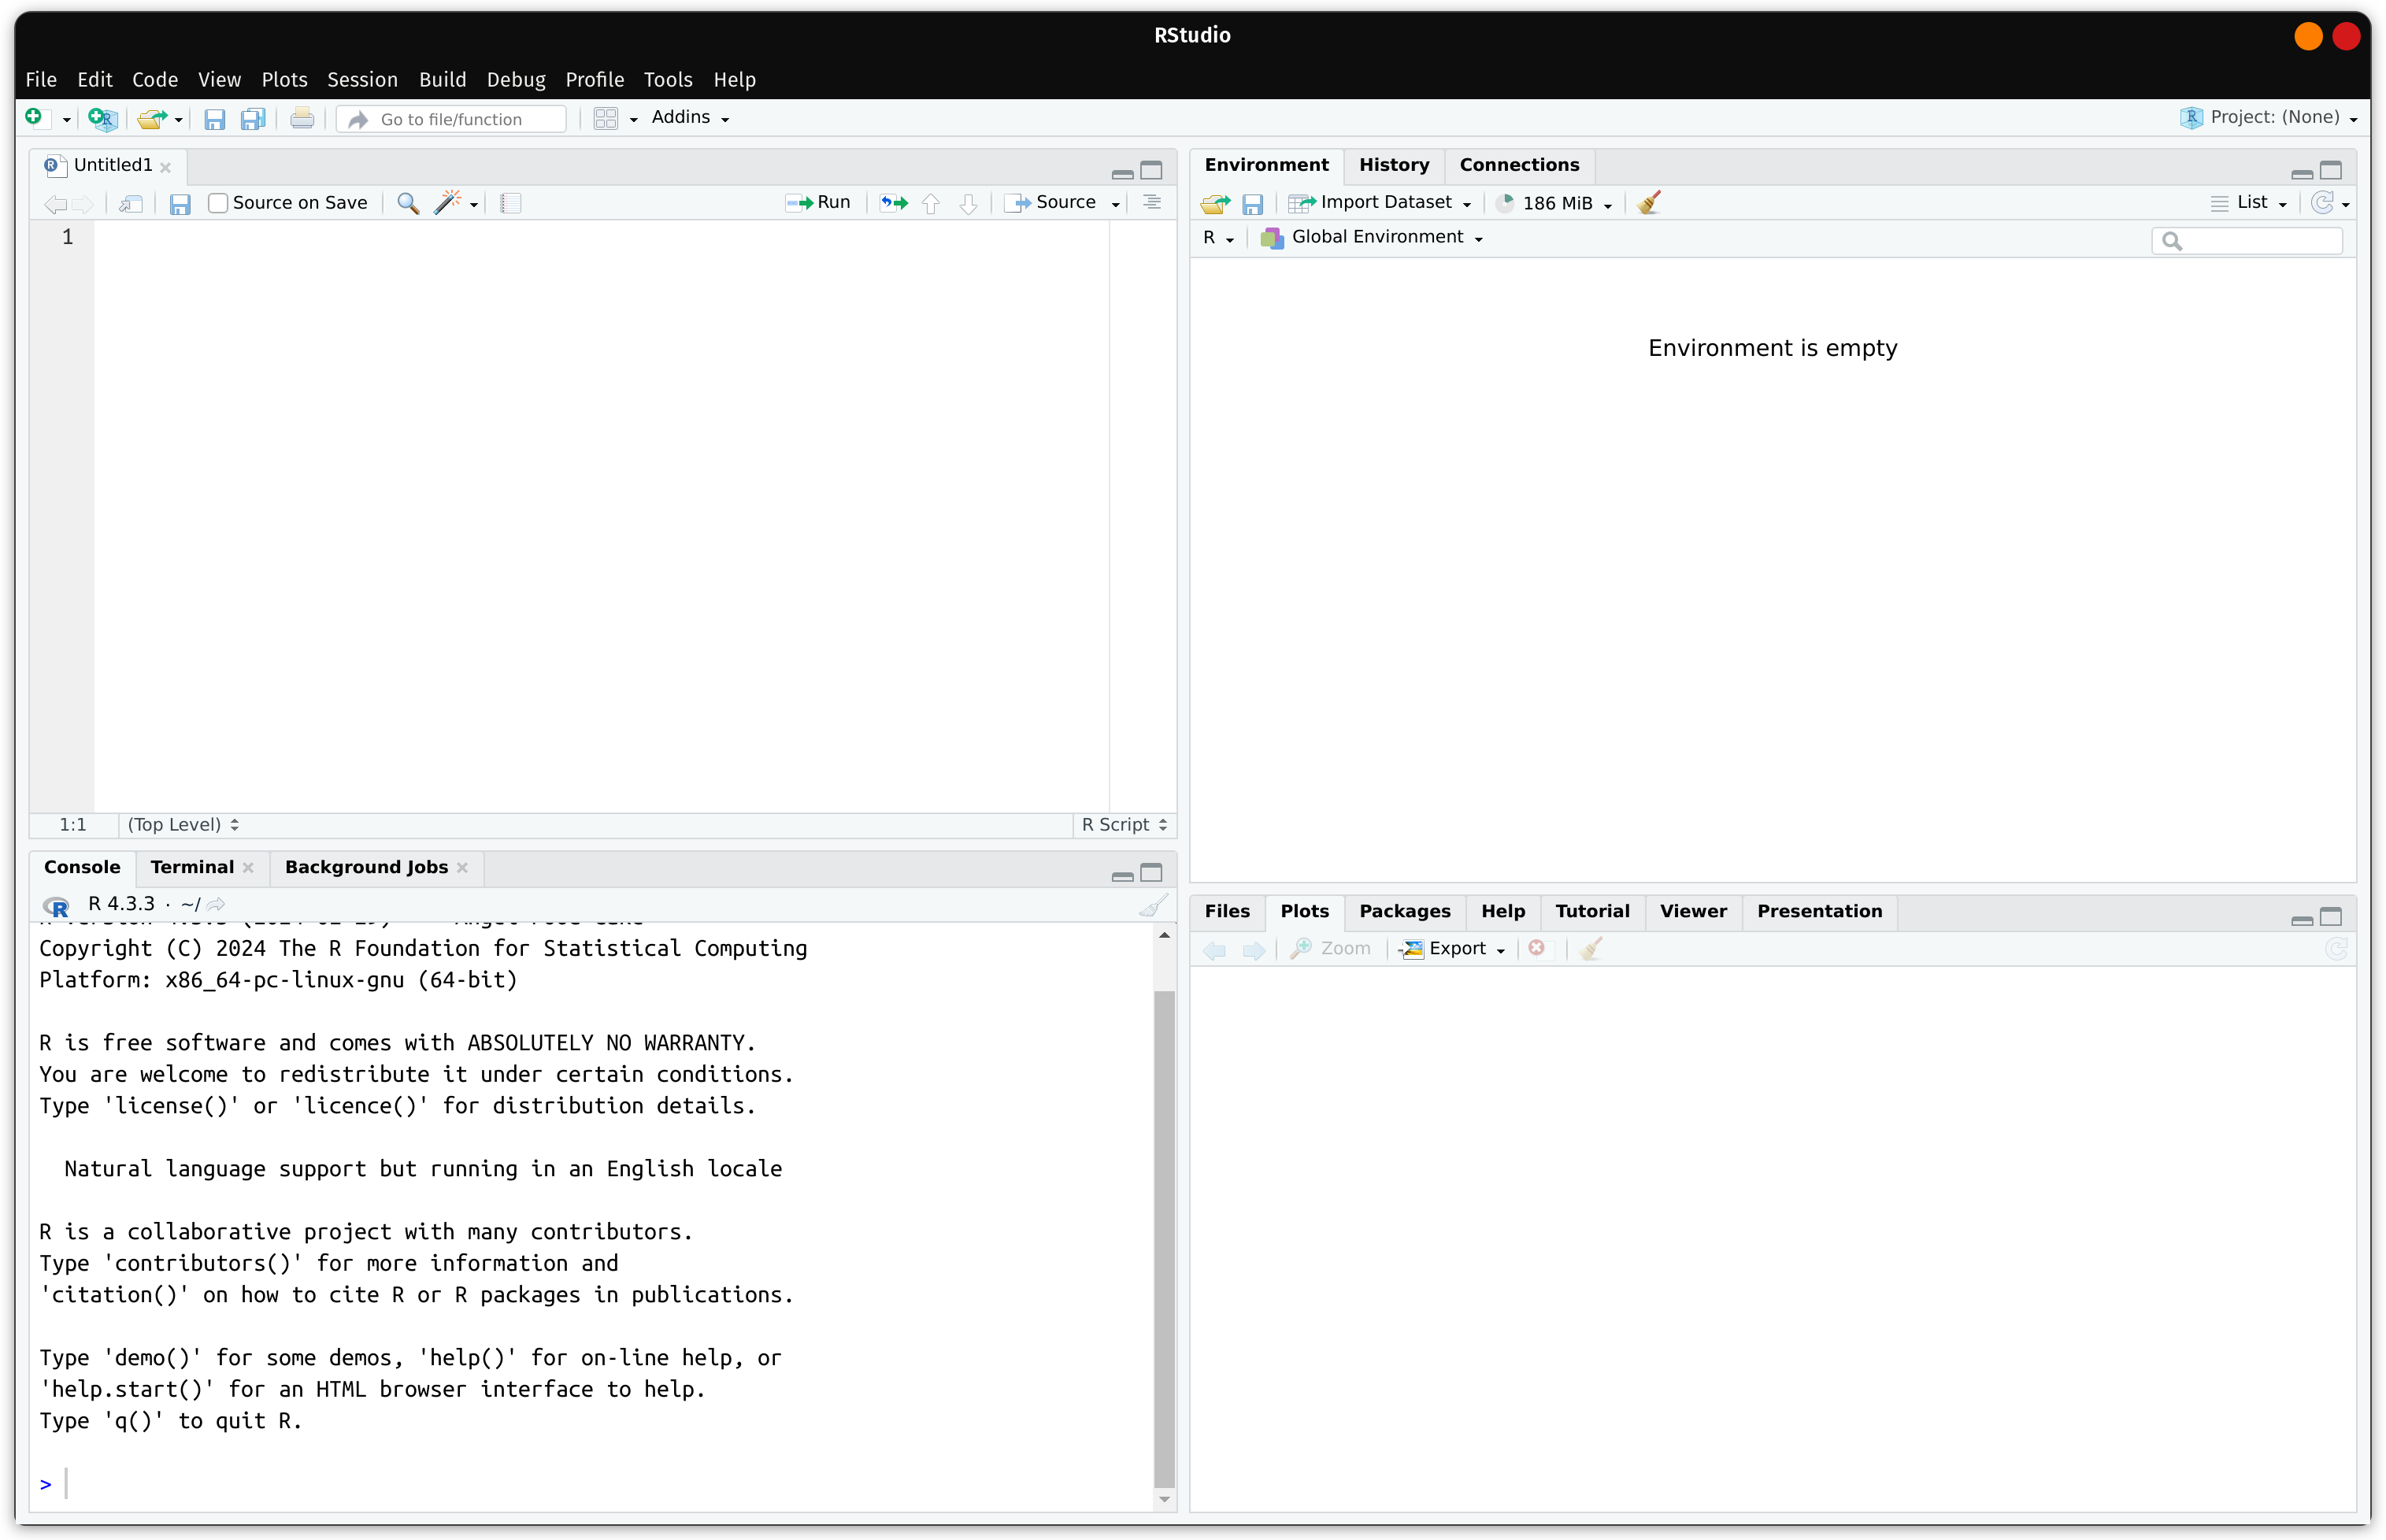 RStudio
File Edit Code View Plots Session Build Debug Profile Tools Help
Go to file/function Addins Project: (None)
Untitled1
Source on Save Run Source
1
1:1 (Top Level) R Script
Environment History Connections
Import Dataset 186 MiB List
R Global Environment
Environment is empty
Console Terminal Background Jobs
R 4.3.3 · ~/
Copyright (C) 2024 The R Foundation for Statistical Computing
Platform: x86_64-pc-linux-gnu (64-bit)
R is free software and comes with ABSOLUTELY NO WARRANTY.
You are welcome to redistribute it under certain conditions.
Type 'license()' or 'licence()' for distribution details.
Natural language support but running in an English locale
R is a collaborative project with many contributors.
Type 'contributors()' for more information and
'citation()' on how to cite R or R packages in publications.
Type 'demo()' for some demos, 'help()' for on-line help, or
'help.start()' for an HTML browser interface to help.
Type 'q()' to quit R.
>
Files Plots Packages Help Tutorial Viewer Presentation
Zoom Export